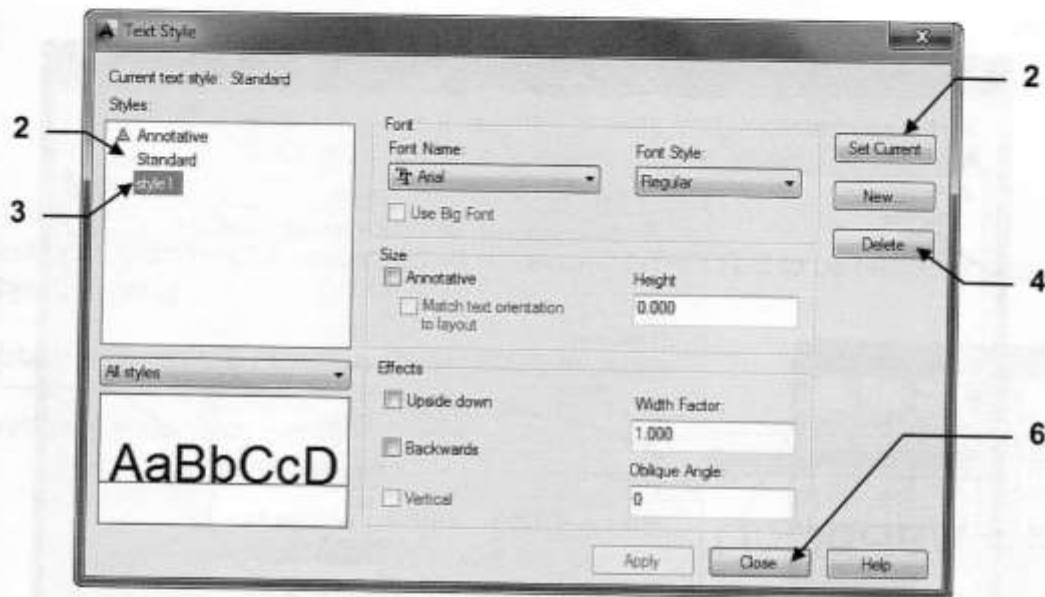 Text Style
Current text style: Standard
Styles:
Annotative
Standard
style1
All styles
AaBbCcD
Font
Font Name:
Arial
Use Big Font
Font Style:
Regular
Size
Annotative
Match text orientation
to layout
Height
0.000
Effects
Upside down
Backwards
Vertical
Width Factor:
1.000
Oblique Angle:
0
Set Current
New...
Delete
Apply
Close
Help
2
3
2
4
6